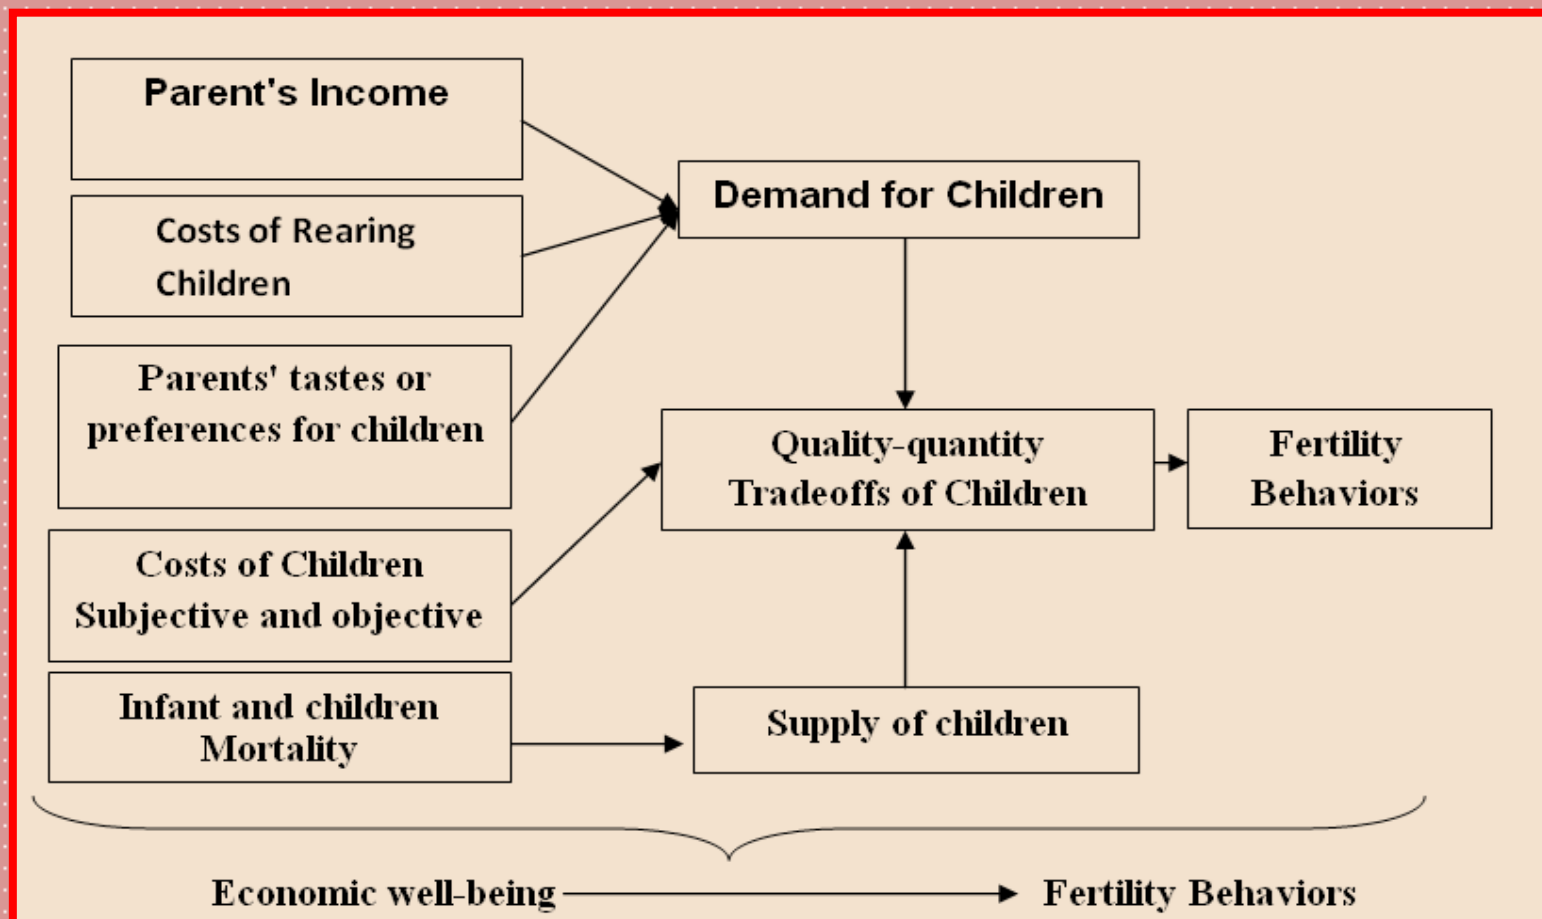 Parent's Income
Costs of Rearing
Children
Parents' tastes or
preferences for children
Costs of Children
Subjective and objective
Infant and children
Mortality
Demand for Children
Quality-quantity
Tradeoffs of Children
Supply of children
Fertility
Behaviors
Economic well-being
Fertility Behaviors